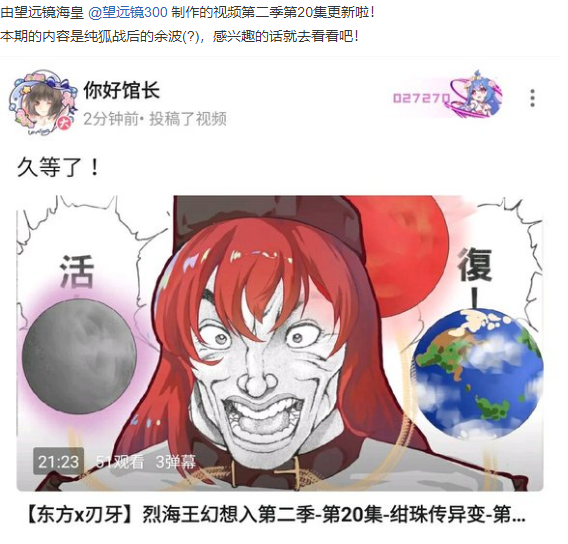 由望远镜海皇 @望远镜300 制作的视频第二季第20集更新啦！
本期的内容是纯狐战后的余波(?)，感兴趣的话就去看看吧！
你好馆长
027270
2分钟前· 投稿了视频
久等了！
活
復
！
21:23 51观看 3弹幕
【东方x刃牙】烈海王幻想入第二季-第20集-绀珠传异变-第...